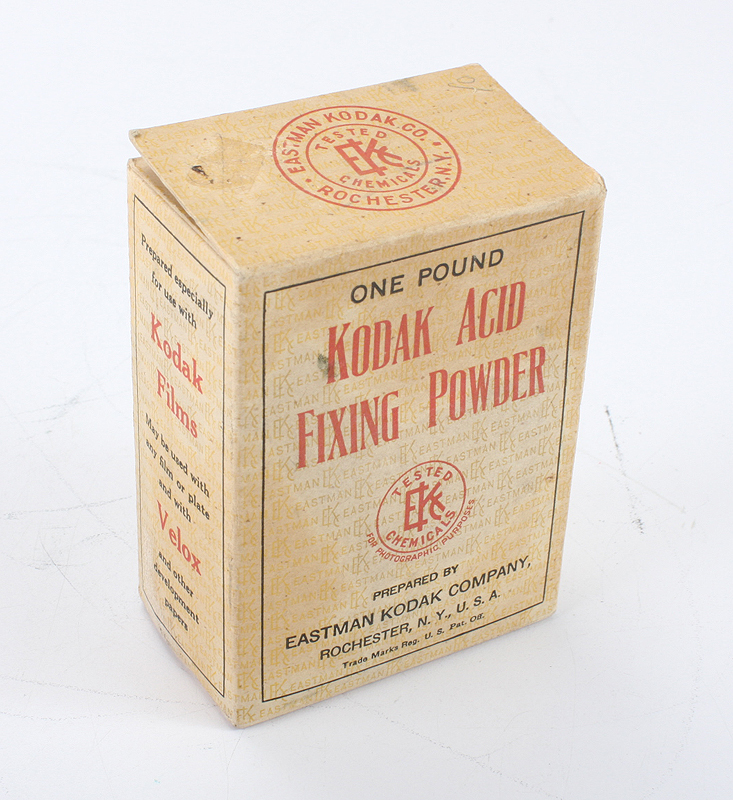 EASTMAN KODAK CO.
ROCHESTER, N.Y.
TESTED
EKC
CHEMICALS
ONE POUND
KODAK ACID
FIXING POWDER
TESTED
EKC
CHEMICALS
FOR PHOTOGRAPHIC PURPOSES
PREPARED BY
EASTMAN KODAK COMPANY,
ROCHESTER, N. Y., U. S. A.
Trade Marks Reg. U. S. Pat. Off.
Prepared especially
for use with
Kodak
Films
May be used with
any film or plate
and with
Velox
and other
development
papers